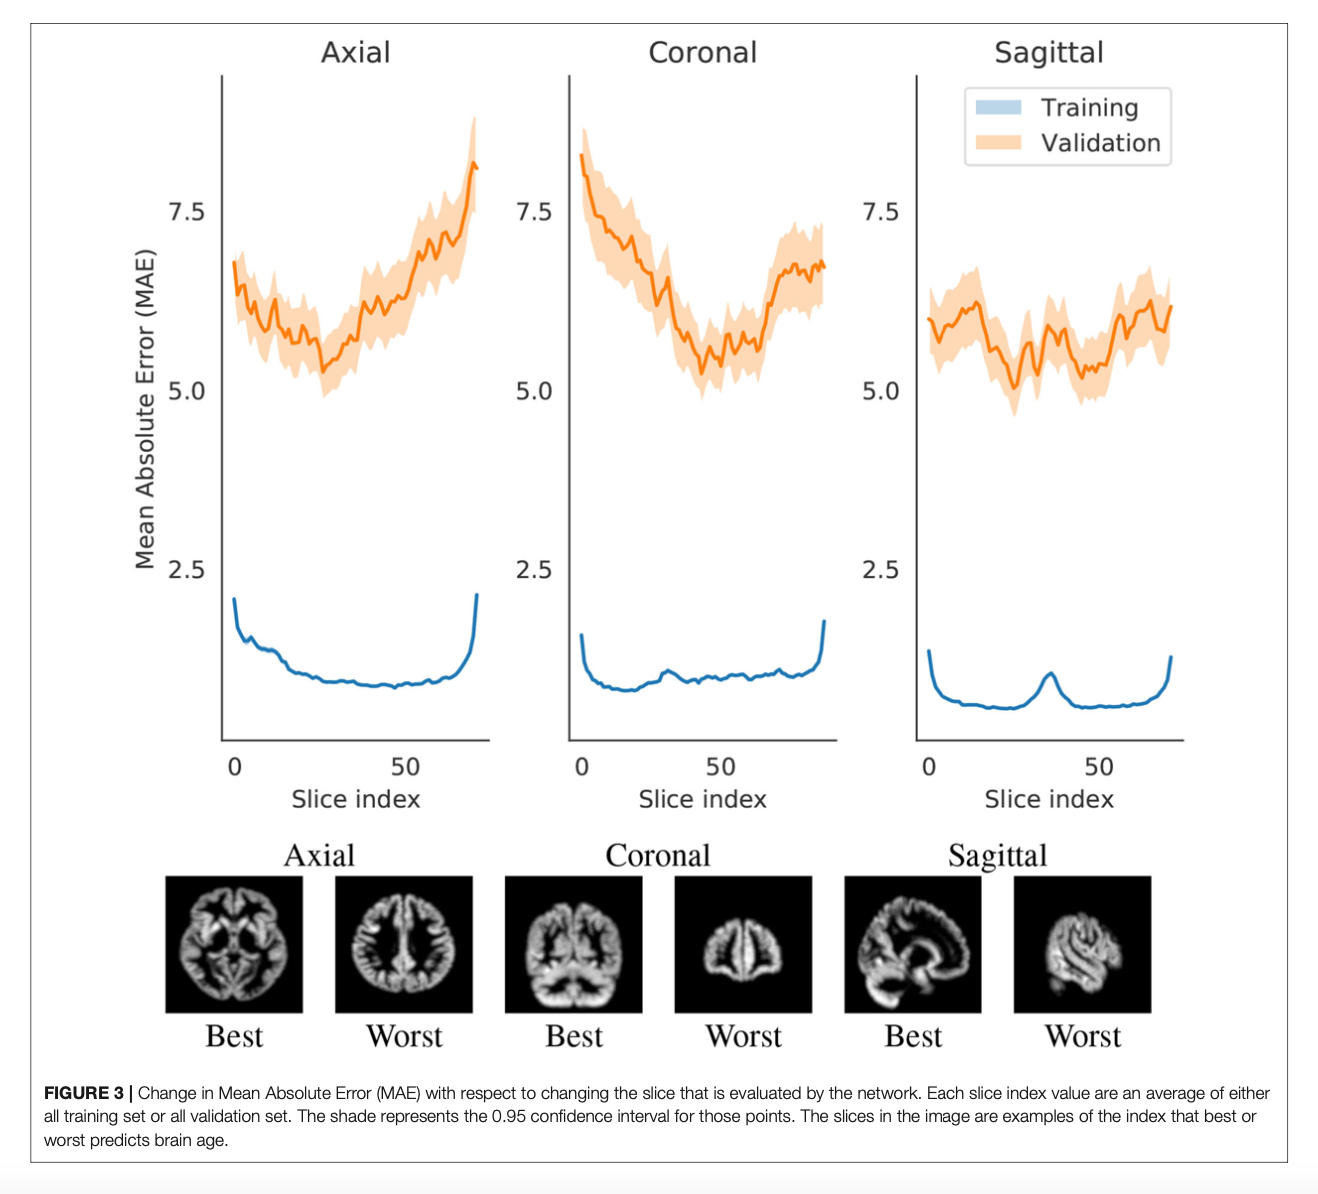 Axial
Coronal
Sagittal
Training
Validation
Mean Absolute Error (MAE)
7.5
5.0
2.5
7.5
5.0
2.5
7.5
5.0
2.5
0
50
0
50
0
50
Slice index
Slice index
Slice index
Axial
Coronal
Sagittal
Best
Worst
Best
Worst
Best
Worst
FIGURE 3 | Change in Mean Absolute Error (MAE) with respect to changing the slice that is evaluated by the network. Each slice index value are an average of either
all training set or all validation set. The shade represents the 0.95 confidence interval for those points. The slices in the image are examples of the index that best or
worst predicts brain age.